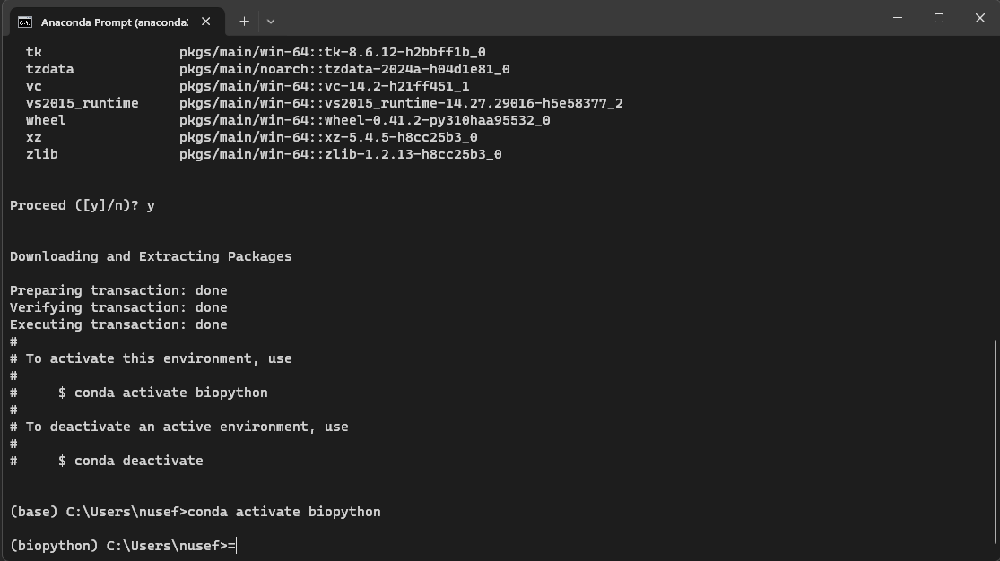 Anaconda Prompt (anaconda:
tk                 pkgs/main/win-64::tk-8.6.12-h2bbff1b_0
tzdata             pkgs/main/noarch::tzdata-2024a-h04d1e81_0
vc                 pkgs/main/win-64::vc-14.2-h21ff451_1
vs2015_runtime     pkgs/main/win-64::vs2015_runtime-14.27.29016-h5e58377_2
wheel              pkgs/main/win-64::wheel-0.41.2-py310haa95532_0
xz                 pkgs/main/win-64::xz-5.4.5-h8cc25b3_0
zlib               pkgs/main/win-64::zlib-1.2.13-h8cc25b3_0
Proceed ([y]/n)? y
Downloading and Extracting Packages
Preparing transaction: done
Verifying transaction: done
Executing transaction: done
#
# To activate this environment, use
#
#     $ conda activate biopython
#
# To deactivate an active environment, use
#
#     $ conda deactivate
(base) C:\Users\nusef>conda activate biopython
(biopython) C:\Users\nusef>=